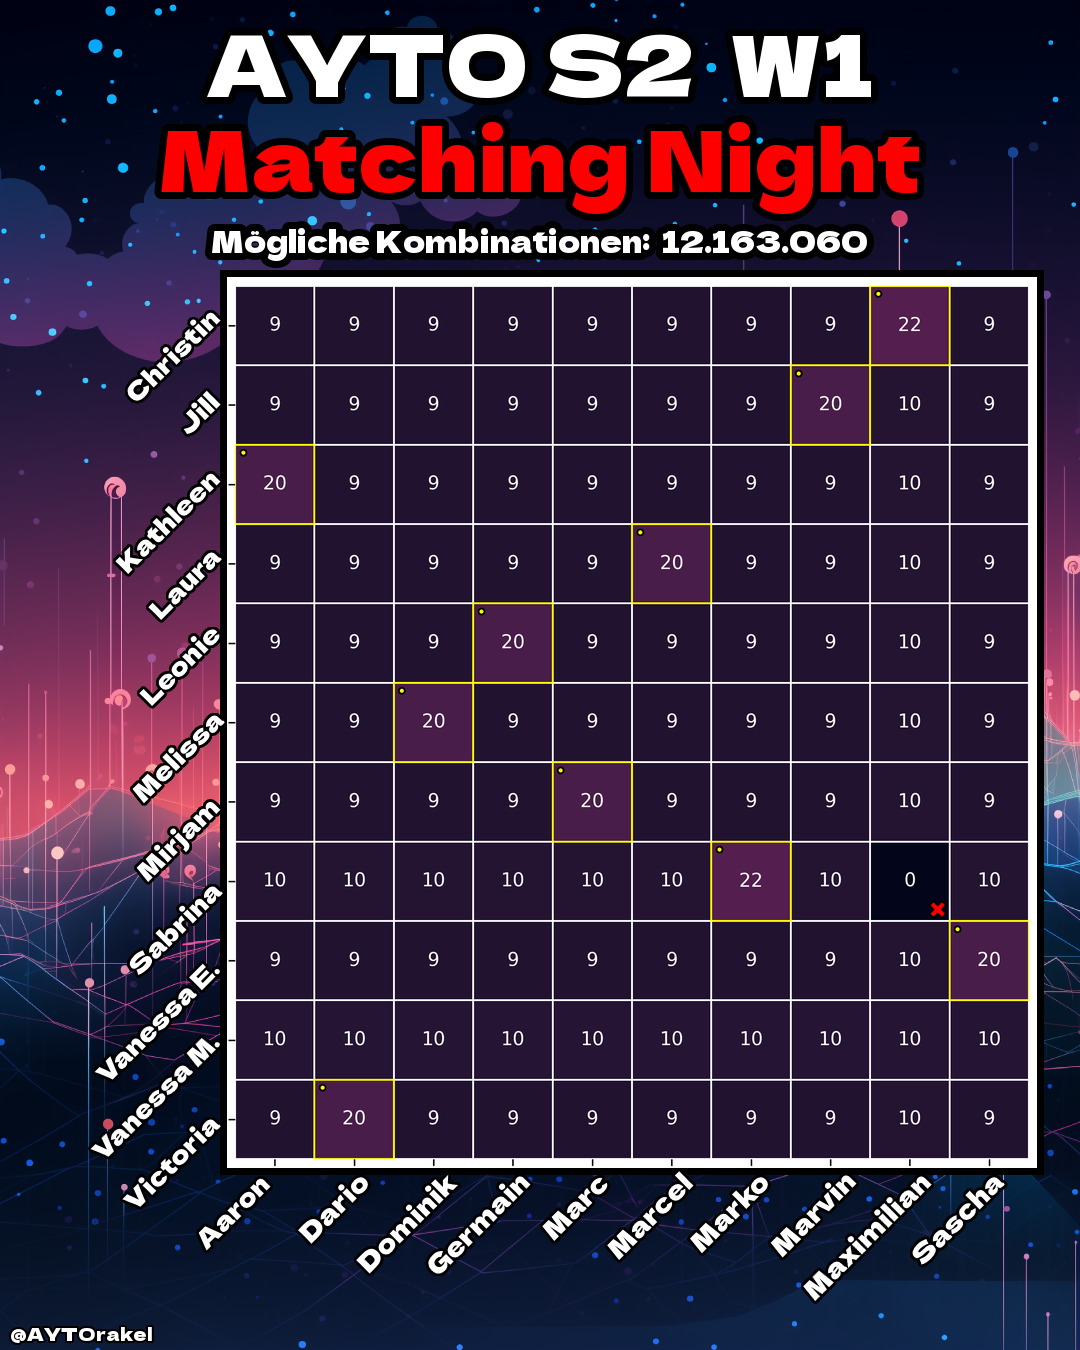 AYTO S2 W1
Matching Night
Mögliche Kombinationen: 12.163.060
Christin 9 9 9 9 9 9 9 9 22 9
Jill 9 9 9 9 9 9 9 20 10 9
Kathleen 20 9 9 9 9 9 9 9 10 9
Laura 9 9 9 9 9 20 9 9 10 9
Leonie 9 9 9 20 9 9 9 9 10 9
Melissa 9 9 20 9 9 9 9 9 10 9
Mirjam 9 9 9 9 20 9 9 9 10 9
Sabrina 10 10 10 10 10 10 22 10 0 10
Vanessa E. 9 9 9 9 9 9 9 9 10 20
Vanessa M. 10 10 10 10 10 10 10 10 10 10
Victoria 9 20 9 9 9 9 9 9 10 9
Aaron Dario Dominik Germain Marc Marcel Marko Marvin Maximilian Sascha
@AYTOrakel